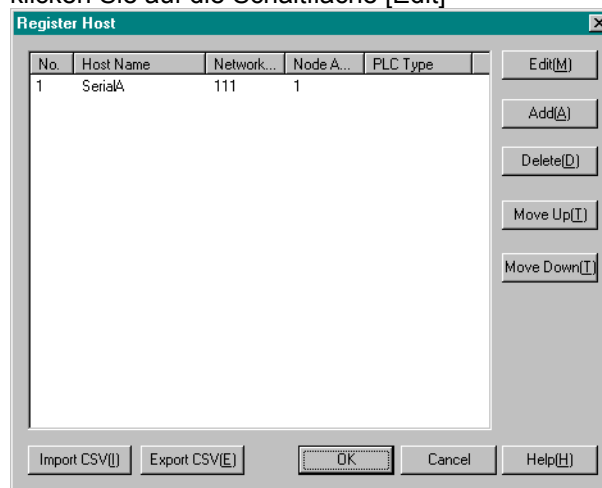 klicken Sie auf die Schaltfläche [Edit]
Register Host
No. Host Name Network... Node A... PLC Type
1 SerialA 111 1
Edit(M)
Add(A)
Delete(D)
Move Up(T)
Move Down(T)
Import CSV(I) Export CSV(E) OK Cancel Help(H)